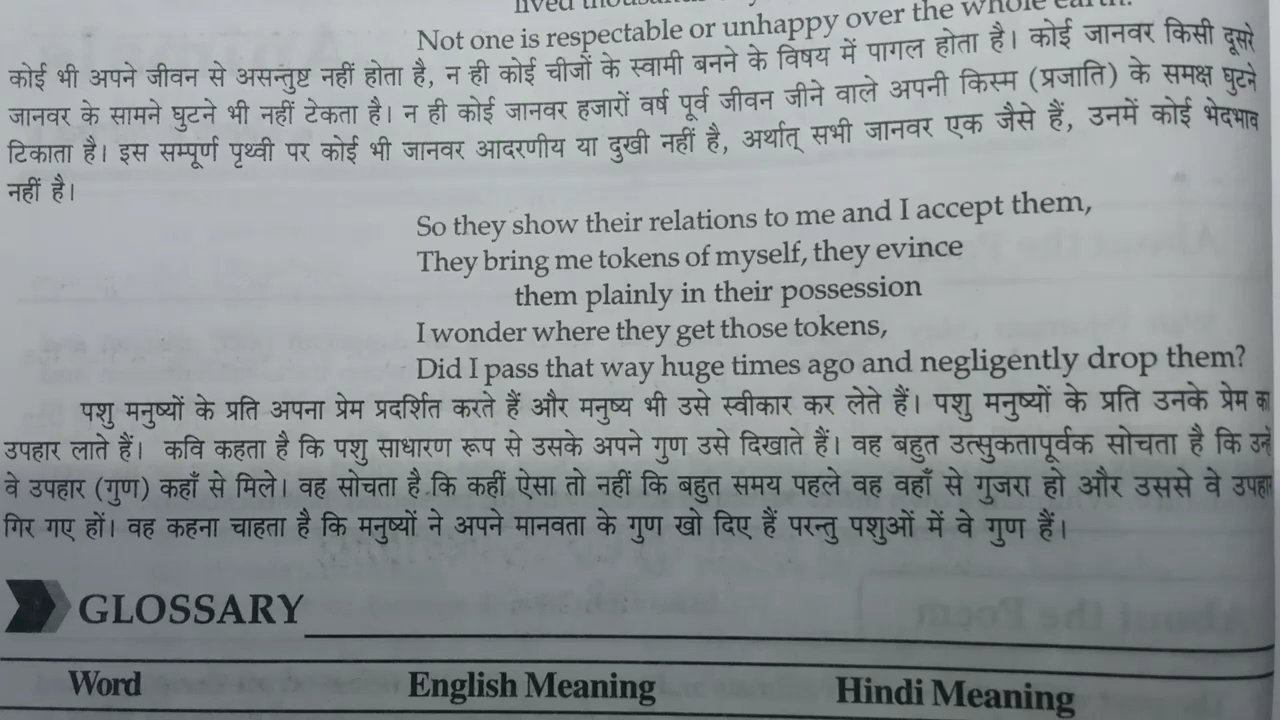 lived
Not one is respectable or unhappy over the whole earth.
कोई भी अपने जीवन से असन्तुष्ट नहीं होता है, न ही कोई चीजों के स्वामी बनने के विषय में पागल होता है। कोई जानवर किसी दूसरे
जानवर के सामने घुटने भी नहीं टेकता है। न ही कोई जानवर हजारों वर्ष पूर्व जीवन जीने वाले अपनी किस्म (प्रजाति) के समक्ष घुटने
टिकाता है। इस सम्पूर्ण पृथ्वी पर कोई भी जानवर आदरणीय या दुखी नहीं है, अर्थात् सभी जानवर एक जैसे हैं, उनमें कोई भेदभाव
नहीं है।
So they show their relations to me and I accept them,
They bring me tokens of myself, they evince
them plainly in their possession
I wonder where they get those tokens,
Did I pass that way huge times ago and negligently drop them?
पशु मनुष्यों के प्रति अपना प्रेम प्रदर्शित करते हैं और मनुष्य भी उसे स्वीकार कर लेते हैं। पशु मनुष्यों के प्रति उनके प्रेम का
उपहार लाते हैं। कवि कहता है कि पशु साधारण रूप से उसके अपने गुण उसे दिखाते हैं। वह बहुत उत्सुकतापूर्वक सोचता है कि उन्हें
वे उपहार (गुण) कहाँ से मिले। वह सोचता है कि कहीं ऐसा तो नहीं कि बहुत समय पहले वह वहाँ से गुजरा हो और उससे वे उपहार
गिर गए हों। वह कहना चाहता है कि मनुष्यों ने अपने मानवता के गुण खो दिए हैं परन्तु पशुओं में वे गुण हैं।
GLOSSARY
Word English Meaning Hindi Meaning